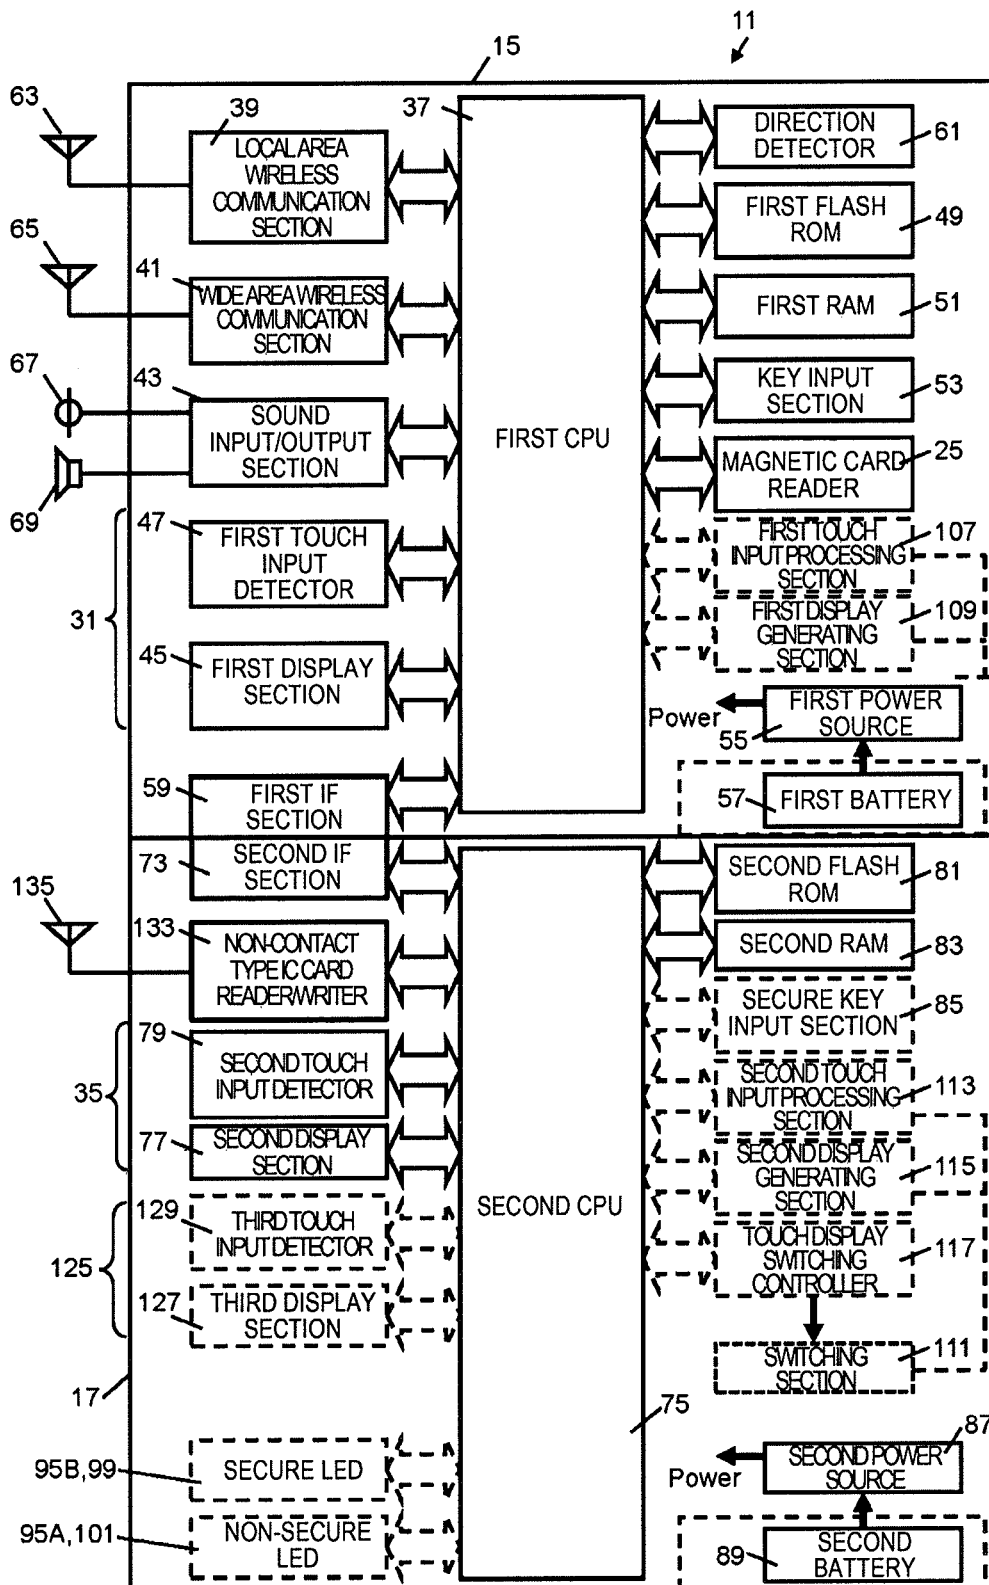 11
15
63
39
37
LOCAL AREA
WIRELESS
COMMUNICATION
SECTION
DIRECTION
DETECTOR
61
FIRST FLASH
ROM
49
65
41
WIDE AREA WIRELESS
COMMUNICATION
SECTION
FIRST RAM
51
67
43
SOUND
INPUT/OUTPUT
SECTION
69
FIRST CPU
KEY INPUT
SECTION
53
MAGNETIC CARD
READER
25
47
FIRST TOUCH
INPUT
DETECTOR
31
FIRST TOUCH
INPUT PROCESSING
SECTION
107
FIRST DISPLAY
GENERATING
SECTION
109
45
FIRST DISPLAY
SECTION
Power
FIRST POWER
SOURCE
55
59
FIRST IF
SECTION
57
FIRST BATTERY
73
SECOND IF
SECTION
SECOND FLASH
ROM
81
135
133
NON-CONTACT
TYPE IC CARD
READER/WRITER
SECOND RAM
83
SECURE KEY
INPUT SECTION
85
79
SECOND TOUCH
INPUT DETECTOR
35
77
SECOND DISPLAY
SECTION
SECOND TOUCH
INPUT PROCESSING
SECTION
113
SECOND DISPLAY
GENERATING
SECTION
115
SECOND CPU
129
THIRD TOUCH
INPUT DETECTOR
125
127
THIRD DISPLAY
SECTION
TOUCH DISPLAY
SWITCHING
CONTROLLER
117
SWITCHING
SECTION
111
17
75
95B,99
SECURE LED
95A,101
NON-SECURE
LED
87
Power
SECOND POWER
SOURCE
89
SECOND
BATTERY